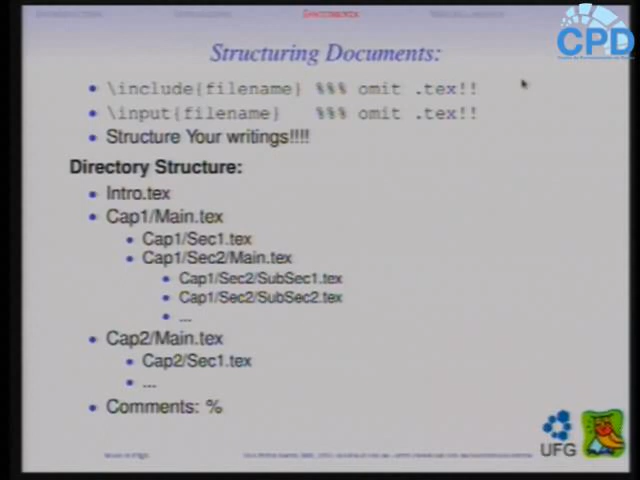 CPD
Structuring Documents:
\include{filename} %%% omit .tex!!
\input{filename} %%% omit .tex!!
Structure Your writings!!!!
Directory Structure:
Intro.tex
Cap1/Main.tex
Cap1/Sec1.tex
Cap1/Sec2/Main.tex
Cap1/Sec2/SubSec1.tex
Cap1/Sec2/SubSec2.tex
...
Cap2/Main.tex
Cap2/Sec1.tex
...
Comments: %
UFG